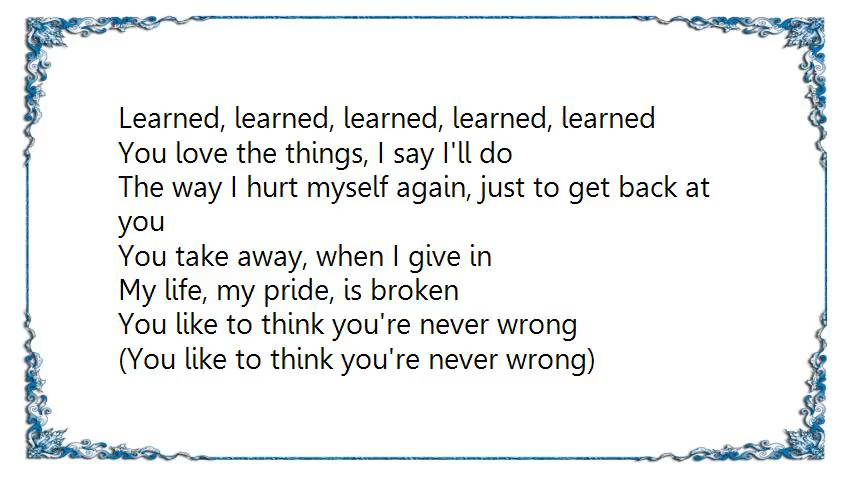 Learned, learned, learned, learned, learned
You love the things, I say I'll do
The way I hurt myself again, just to get back at
you
You take away, when I give in
My life, my pride, is broken
You like to think you're never wrong
(You like to think you're never wrong)